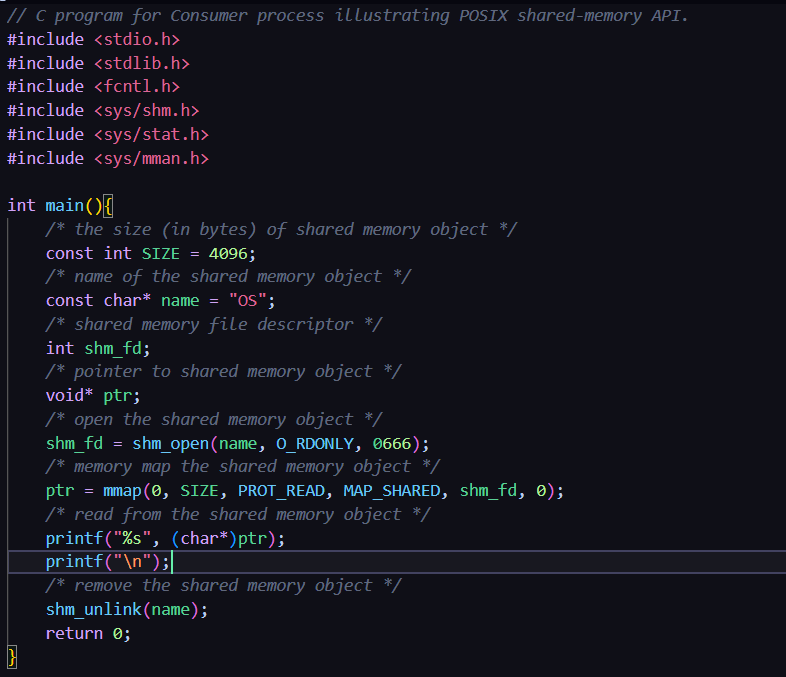 // C program for Consumer process illustrating POSIX shared-memory API.
#include <stdio.h>
#include <stdlib.h>
#include <fcntl.h>
#include <sys/shm.h>
#include <sys/stat.h>
#include <sys/mman.h>

int main(){
    /* the size (in bytes) of shared memory object */
    const int SIZE = 4096;
    /* name of the shared memory object */
    const char* name = "OS";
    /* shared memory file descriptor */
    int shm_fd;
    /* pointer to shared memory object */
    void* ptr;
    /* open the shared memory object */
    shm_fd = shm_open(name, O_RDONLY, 0666);
    /* memory map the shared memory object */
    ptr = mmap(0, SIZE, PROT_READ, MAP_SHARED, shm_fd, 0);
    /* read from the shared memory object */
    printf("%s", (char*)ptr);
    printf("\n");
    /* remove the shared memory object */
    shm_unlink(name);
    return 0;
}